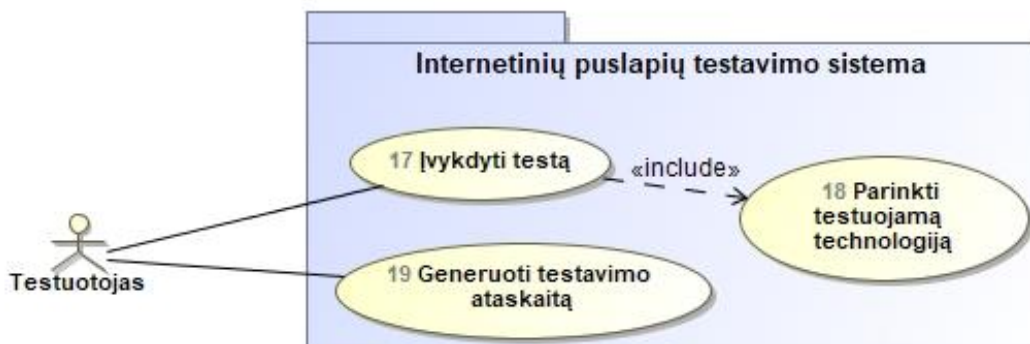 Internetinių puslapių testavimo sistema
17 Įvykdyti testą
«include»
18 Parinkti
testuojamą
technologiją
Testuotojas
19 Generuoti testavimo
ataskaitą